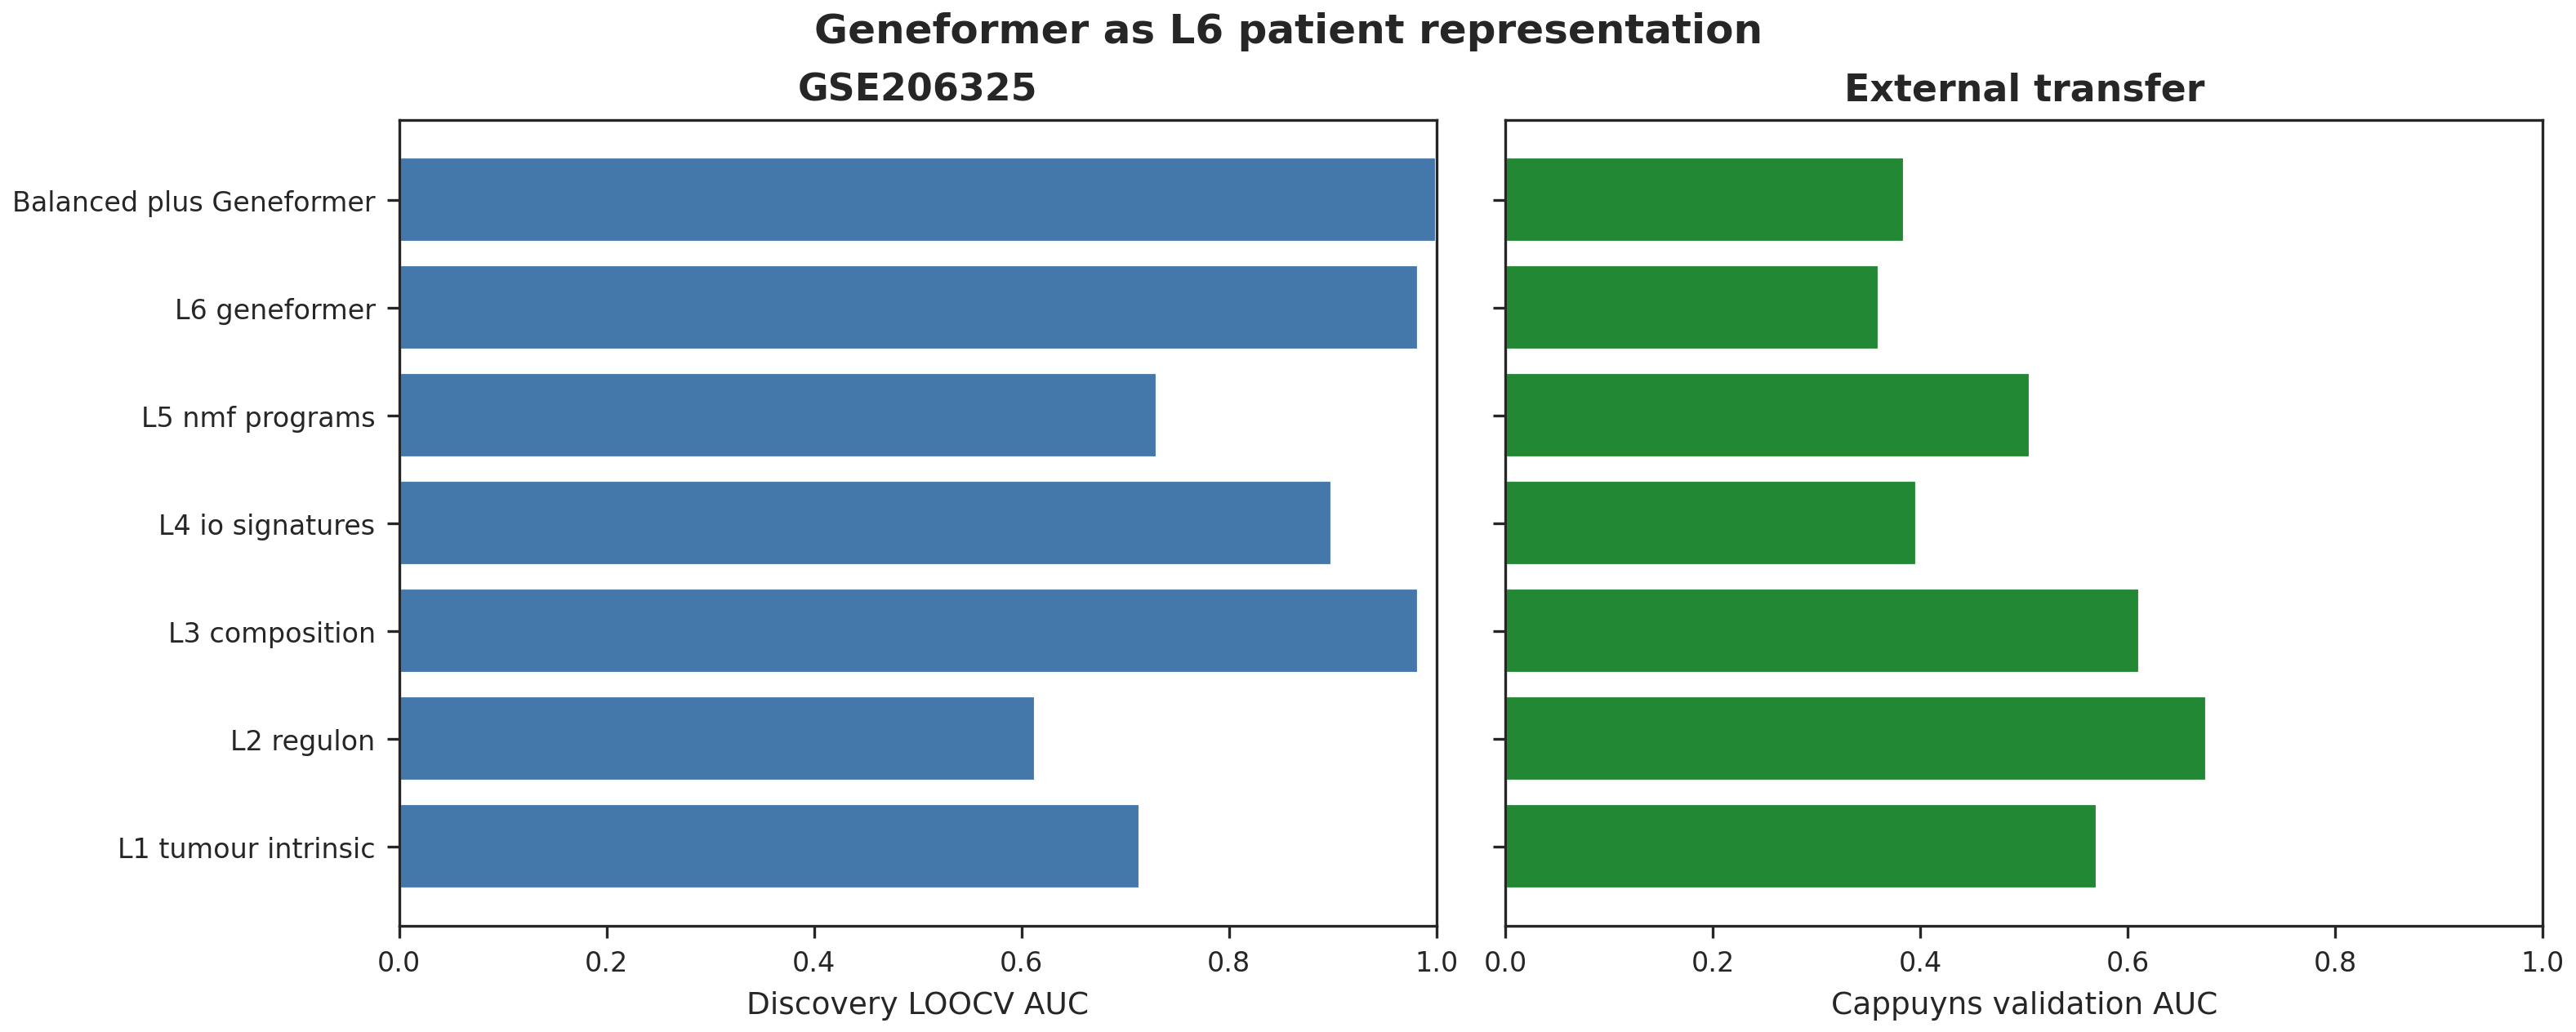 Geneformer as L6 patient representation
GSE206325
Balanced plus Geneformer
L6 geneformer
L5 nmf programs
L4 io signatures
L3 composition
L2 regulon
L1 tumour intrinsic
0.0 0.2 0.4 0.6 0.8 1.0
Discovery LOOCV AUC
External transfer
0.0 0.2 0.4 0.6 0.8 1.0
Cappuyns validation AUC